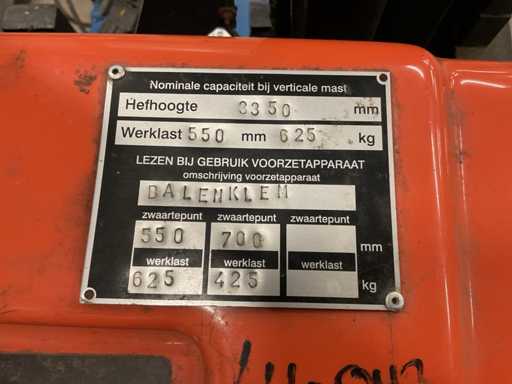 Nominale capaciteit bij verticale mast
Hefhoogte 3350 mm
Werklast 550 mm 625 kg
LEZEN BIJ GEBRUIK VOORZETAPPARAAT
omschrijving voorzetapparaat
BALENKLEM
zwaartepunt zwaartepunt zwaartepunt
550 700 mm
werklast werklast werklast
625 425 kg